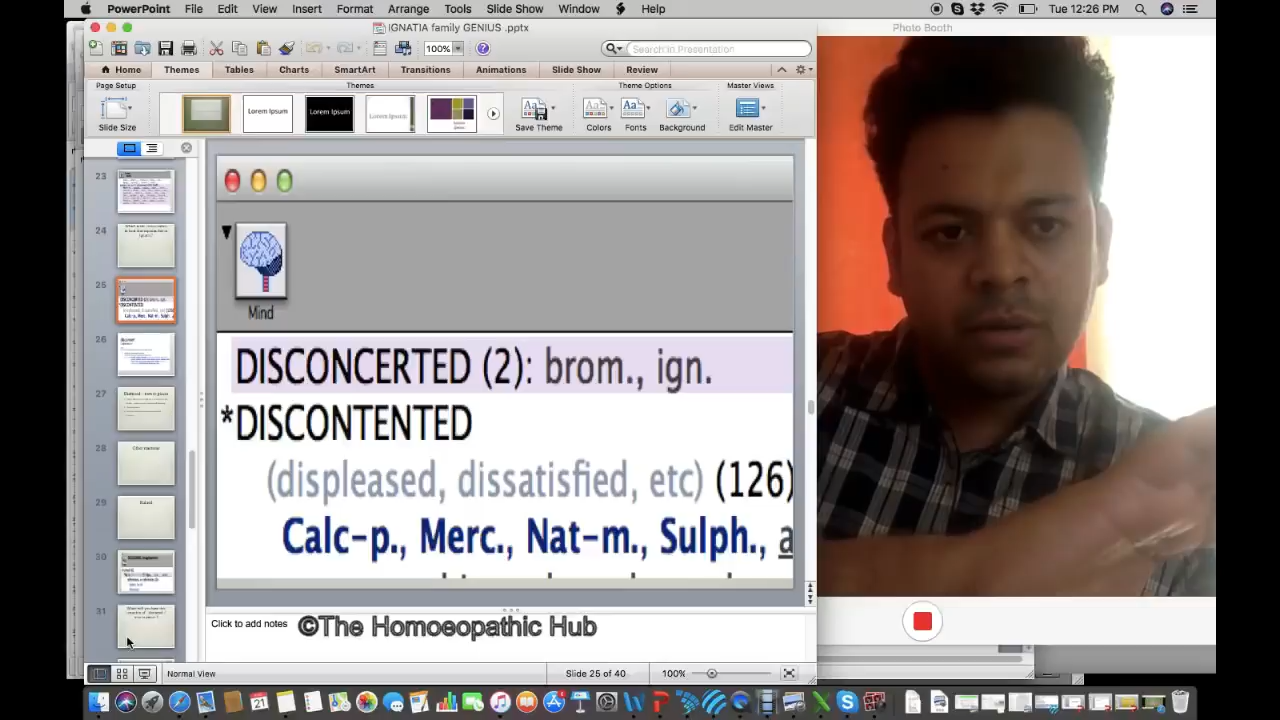 PowerPoint File Edit View Insert Format Arrange Tools Slide Show Window Help Tue 12:26 PM
IGNATIA family GENIUS .pptx
Photo Booth
100% Search in Presentation
Home Themes Tables Charts SmartArt Transitions Animations Slide Show Review
Page Setup Themes Theme Options Master Views
Lorem Ipsum Lorem Ipsum Lorem Ipsum
Slide Size Save Theme Colors Fonts Background Edit Master
23
24
25
26
27
28
29
30
31
Mind
DISCONCERTED (2): brom., ign.
*DISCONTENTED
(displeased, dissatisfied, etc) (126)
Calc-p., Merc., Nat-m., Sulph., a
Click to add notes ©The Homoeopathic Hub
Normal View Slide 25 of 40 100%